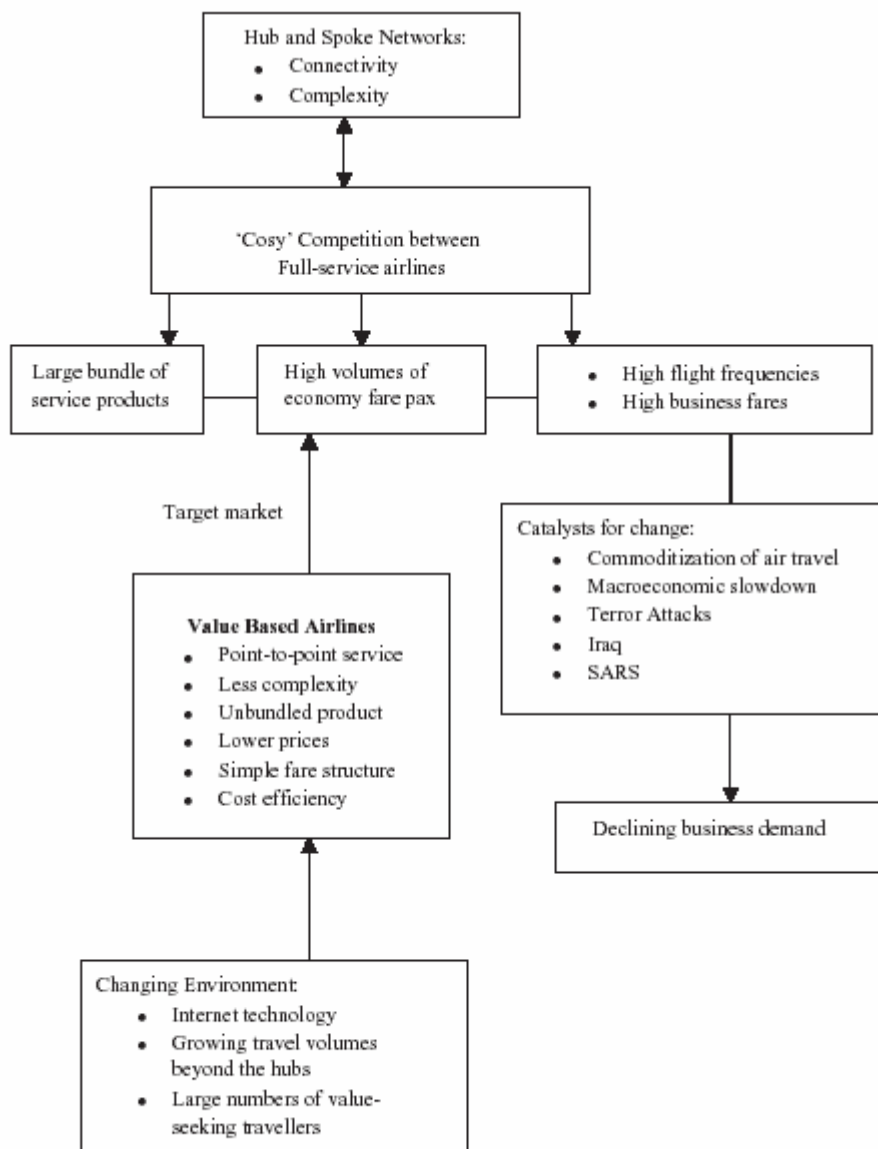 Hub and Spoke Networks:
• Connectivity
• Complexity
‘Cosy’ Competition between
Full-service airlines
Large bundle of
service products
High volumes of
economy fare pax
• High flight frequencies
• High business fares
Target market
Catalysts for change:
• Commoditization of air travel
• Macroeconomic slowdown
• Terror Attacks
• Iraq
• SARS
Value Based Airlines
• Point-to-point service
• Less complexity
• Unbundled product
• Lower prices
• Simple fare structure
• Cost efficiency
Declining business demand
Changing Environment:
• Internet technology
• Growing travel volumes
beyond the hubs
• Large numbers of value-
seeking travellers